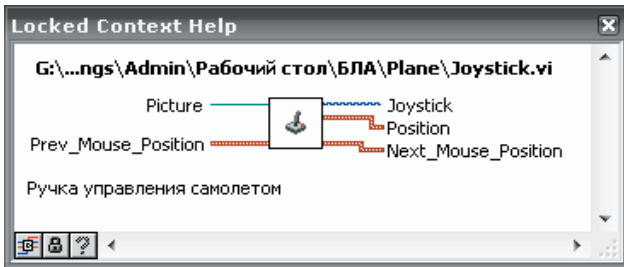 Locked Context Help
G:\...ngs\Admin\Рабочий стол\БЛА\Plane\Joystick.vi
Picture
Joystick
Position
Prev_Mouse_Position
Next_Mouse_Position
Ручка управления самолетом